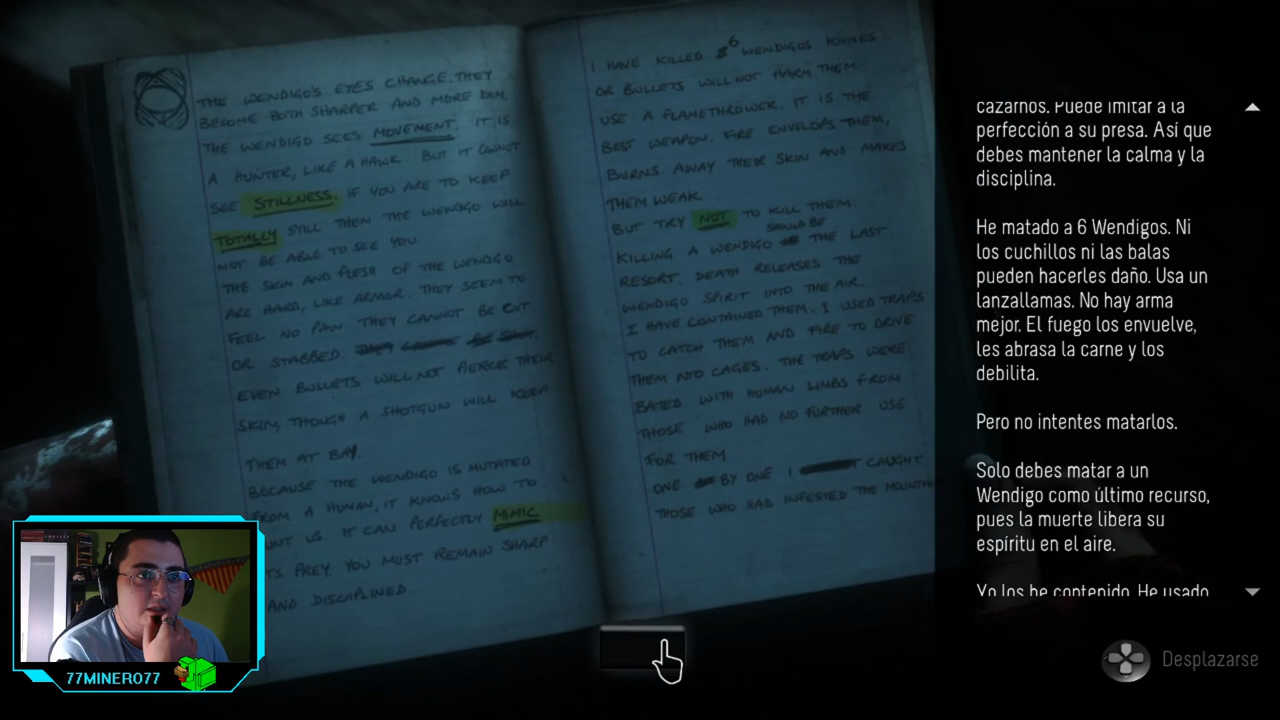 THE WENDIGO'S EYES CHANGE. THEY
BECOME BOTH SHARPER AND MORE DIM.
THE WENDIGO SEES MOVEMENT. IT IS
A HUNTER, LIKE A HAWK. BUT IT CANNOT
SEE STILLNESS. IF YOU ARE TO KEEP
TOTALLY STILL THEN THE WENDIGO WILL
NOT BE ABLE TO SEE YOU.
THE SKIN AND FLESH OF THE WENDIGO
ARE HARD, LIKE ARMOR. THEY SEEM TO
FEEL NO PAIN. THEY CANNOT BE CUT
OR STABBED.
EVEN BULLETS WILL NOT PIERCE THEIR
SKIN, THOUGH A SHOTGUN WILL KEEP
THEM AT BAY.
BECAUSE THE WENDIGO IS MUTATED
FROM A HUMAN, IT KNOWS HOW TO
UNT US. IT CAN PERFECTLY MIMIC
TS PREY. YOU MUST REMAIN SHARP
AND DISCIPLINED.
I HAVE KILLED 6 WENDIGOS. KNIVES
OR BULLETS WILL NOT HARM THEM.
USE A FLAMETHROWER. IT IS THE
BEST WEAPON. FIRE ENVELOPS THEM,
BURNS AWAY THEIR SKIN AND MAKES
THEM WEAK.
BUT TRY NOT TO KILL THEM.
KILLING A WENDIGO SHOULD BE THE LAST
RESORT. DEATH RELEASES THE
WENDIGO SPIRIT INTO THE AIR.
I HAVE CONTAINED THEM. I USED TRAPS
TO CATCH THEM AND FIRE TO DRIVE
THEM INTO CAGES. THE TRAPS WERE
BAITED WITH HUMAN LIMBS FROM
THOSE WHO HAD NO FURTHER USE
FOR THEM
ONE BY ONE I CAUGHT
THOSE WHO HAD INFESTED THE MOUNTAI
cazarnos. Puede imitar a la
perfección a su presa. Así que
debes mantener la calma y la
disciplina.
He matado a 6 Wendigos. Ni
los cuchillos ni las balas
pueden hacerles daño. Usa un
lanzallamas. No hay arma
mejor. El fuego los envuelve,
les abrasa la carne y los
debilita.
Pero no intentes matarlos.
Solo debes matar a un
Wendigo como último recurso,
pues la muerte libera su
espíritu en el aire.
Yo los he contenido. He usado
Desplazarse
77MINERO77